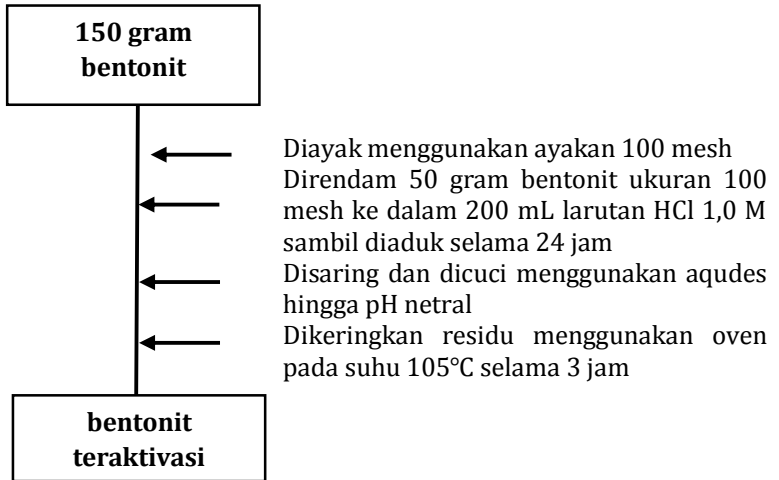 150 gram
bentonit
Diayak menggunakan ayakan 100 mesh
Direndam 50 gram bentonit ukuran 100
mesh ke dalam 200 mL larutan HCl 1,0 M
sambil diaduk selama 24 jam
Disaring dan dicuci menggunakan aqudes
hingga pH netral
Dikeringkan residu menggunakan oven
pada suhu 105°C selama 3 jam
bentonit
teraktivasi